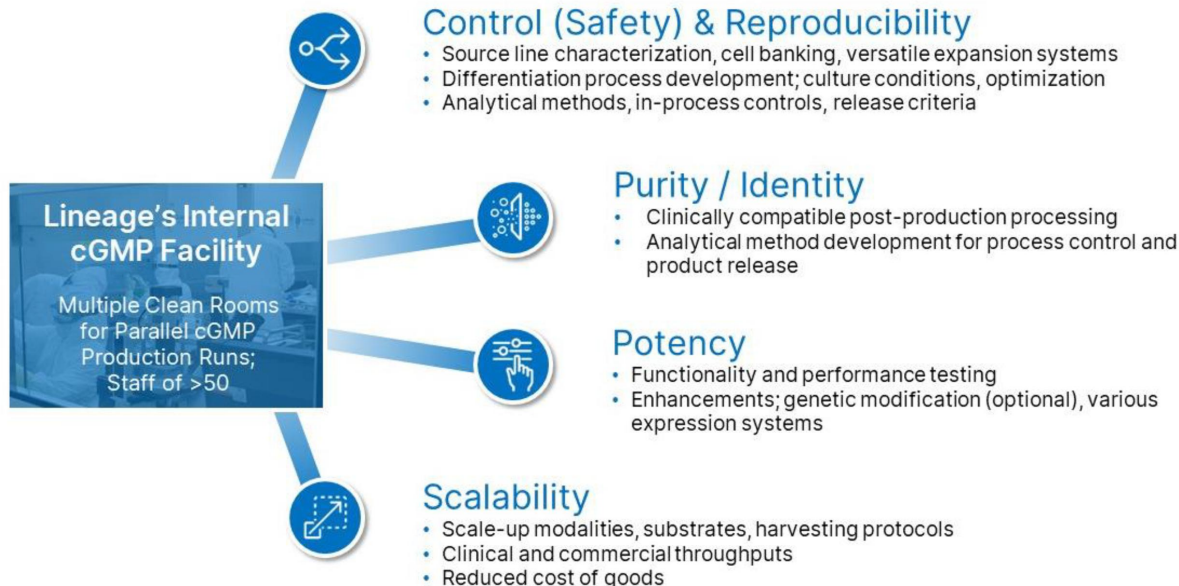 Control (Safety) & Reproducibility
• Source line characterization, cell banking, versatile expansion systems
• Differentiation process development; culture conditions, optimization
• Analytical methods, in-process controls, release criteria
Lineage's Internal
cGMP Facility
Multiple Clean Rooms
for Parallel cGMP
Production Runs;
Staff of >50
Purity / Identity
• Clinically compatible post-production processing
• Analytical method development for process control and
product release
Potency
• Functionality and performance testing
• Enhancements; genetic modification (optional), various
expression systems
Scalability
• Scale-up modalities, substrates, harvesting protocols
• Clinical and commercial throughputs
• Reduced cost of goods